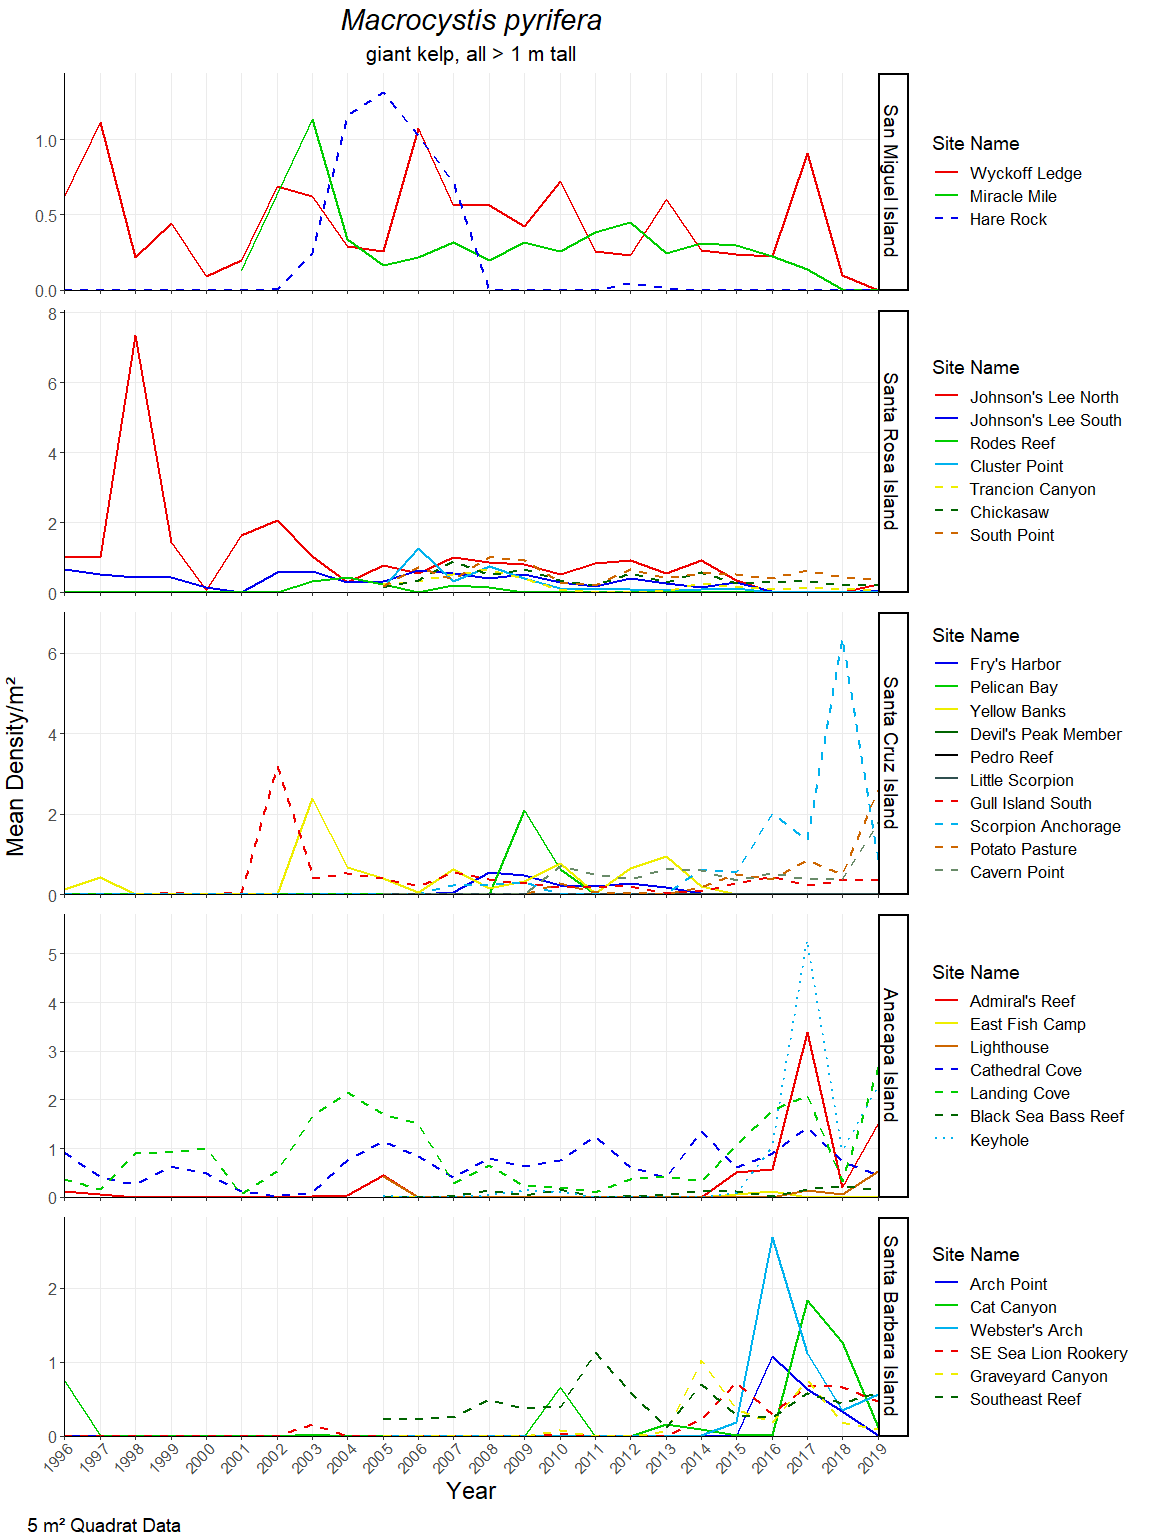 Macrocystis pyrifera
giant kelp, all > 1 m tall
Mean Density/m²
1.0
0.5
0.0
San Miguel Island
Site Name
Wyckoff Ledge
Miracle Mile
Hare Rock
8
6
4
2
0
Santa Rosa Island
Site Name
Johnson's Lee North
Johnson's Lee South
Rodes Reef
Cluster Point
Trancion Canyon
Chickasaw
South Point
6
4
2
0
Santa Cruz Island
Site Name
Fry's Harbor
Pelican Bay
Yellow Banks
Devil's Peak Member
Pedro Reef
Little Scorpion
Gull Island South
Scorpion Anchorage
Potato Pasture
Cavern Point
5
4
3
2
1
0
Anacapa Island
Site Name
Admiral's Reef
East Fish Camp
Lighthouse
Cathedral Cove
Landing Cove
Black Sea Bass Reef
Keyhole
2
1
0
Santa Barbara Island
Site Name
Arch Point
Cat Canyon
Webster's Arch
SE Sea Lion Rookery
Graveyard Canyon
Southeast Reef
1996 1997 1998 1999 2000 2001 2002 2003 2004 2005 2006 2007 2008 2009 2010 2011 2012 2013 2014 2015 2016 2017 2018 2019
Year
5 m² Quadrat Data